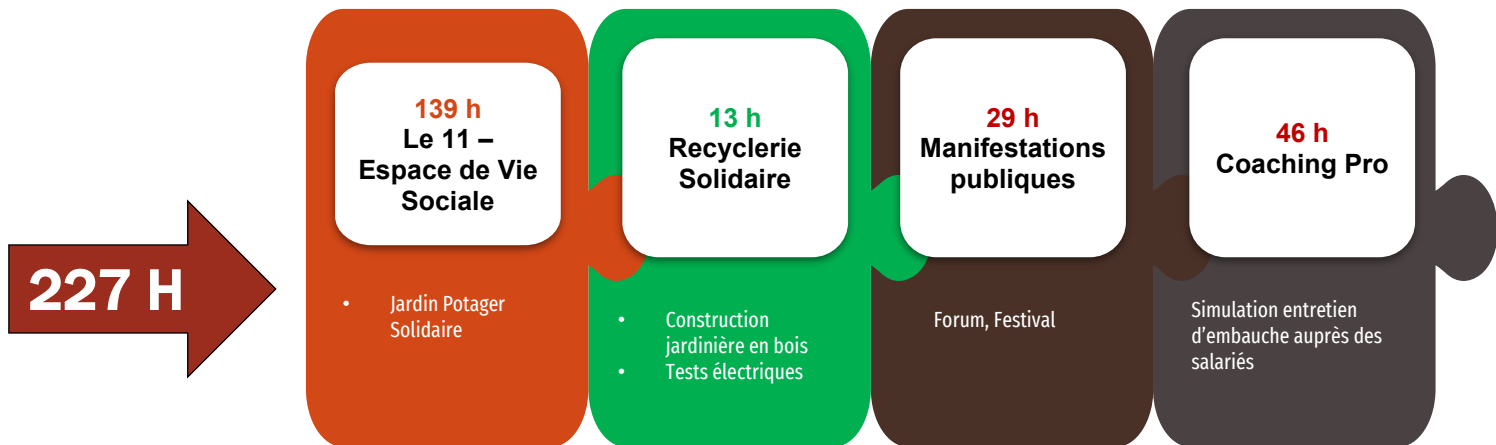 227 H
139 h
Le 11 –
Espace de Vie
Sociale
• Jardin Potager
Solidaire
13 h
Recyclerie
Solidaire
• Construction
jardinière en bois
• Tests électriques
29 h
Manifestations
publiques
Forum, Festival
46 h
Coaching Pro
Simulation entretien
d'embauche auprès des
salariés